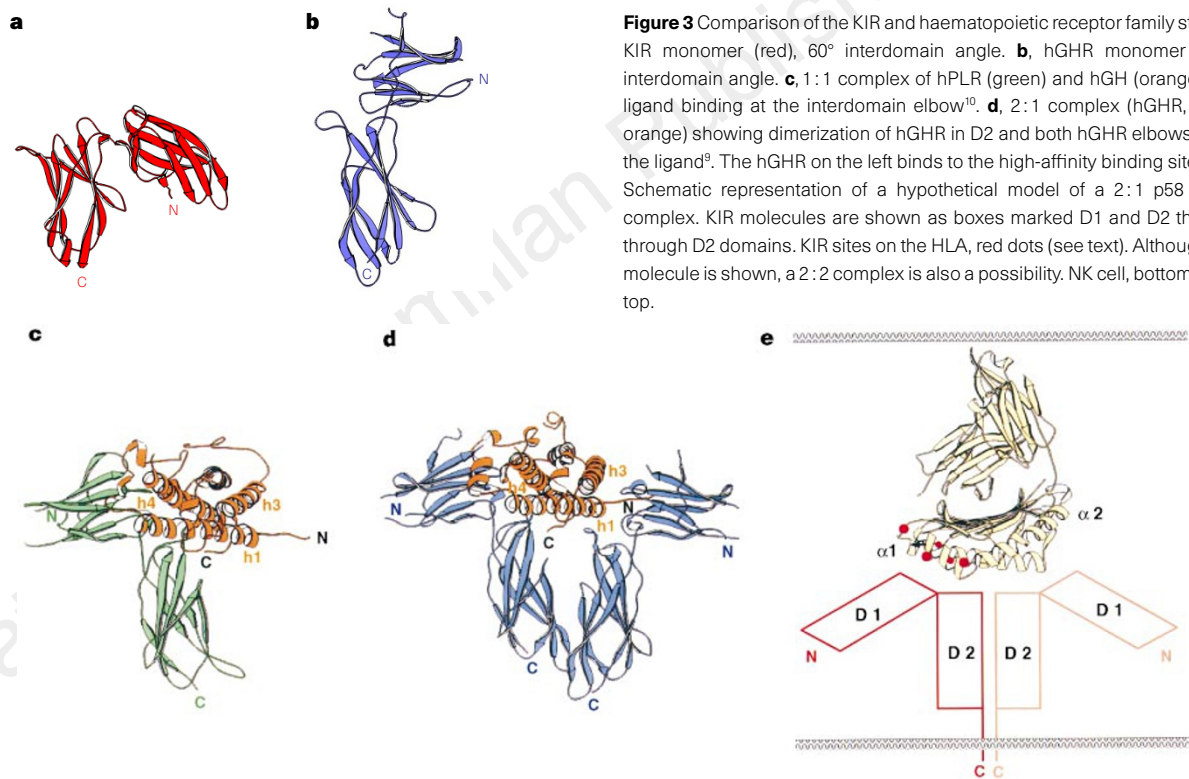 a
b
Figure 3 Comparison of the KIR and haematopoietic receptor family st
KIR monomer (red), 60° interdomain angle. b, hGHR monomer
interdomain angle. c, 1:1 complex of hPLR (green) and hGH (orange
ligand binding at the interdomain elbow10. d, 2:1 complex (hGHR,
orange) showing dimerization of hGHR in D2 and both hGHR elbows
the ligand9. The hGHR on the left binds to the high-affinity binding site
Schematic representation of a hypothetical model of a 2:1 p58
complex. KIR molecules are shown as boxes marked D1 and D2 th
through D2 domains. KIR sites on the HLA, red dots (see text). Althoug
molecule is shown, a 2:2 complex is also a possibility. NK cell, bottom
top.
N
C
N
C
c
N
h4
h3
h1
N
C
C
d
N
h4
h3
h1
N
C
N
C
C
e
α1
α2
D 1
D 1
N
D 2
D 2
N
C
C